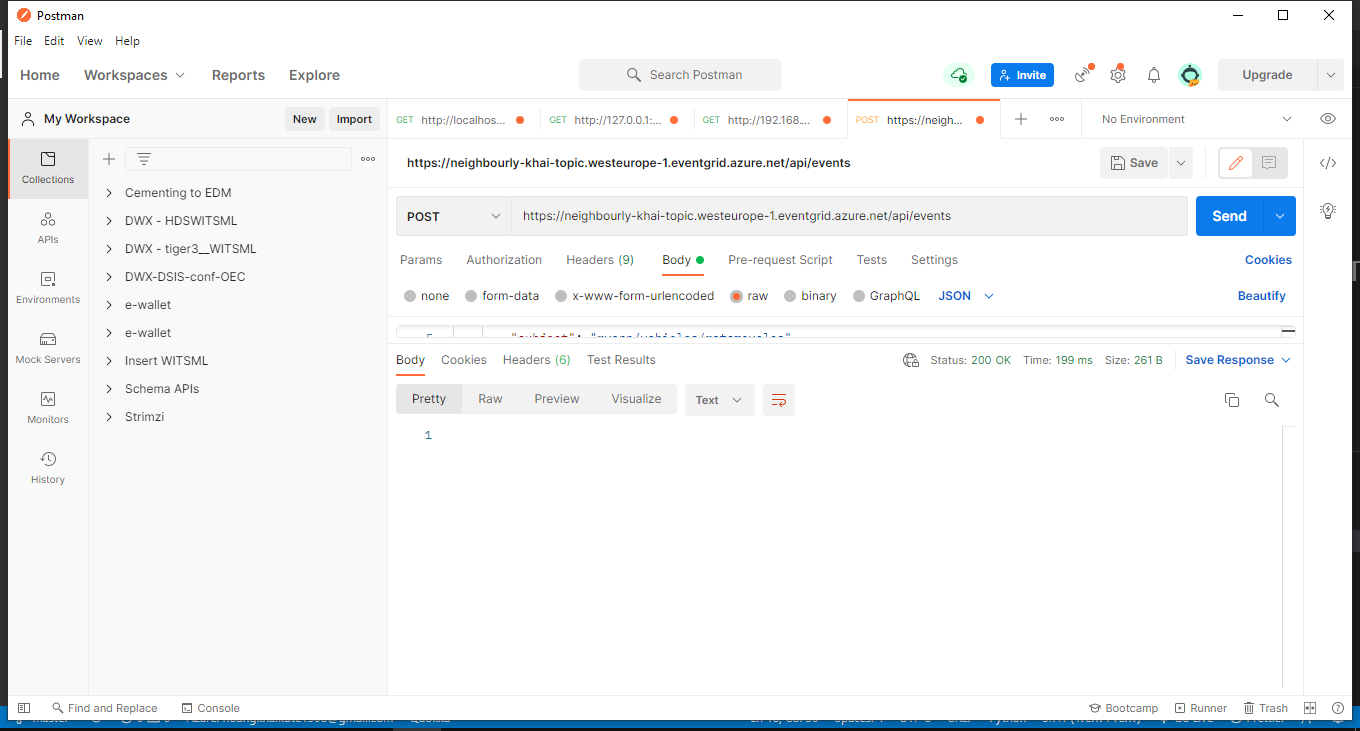 Postman
File Edit View Help
Home Workspaces Reports Explore Search Postman Invite Upgrade
My Workspace New Import GET http://localhos... GET http://127.0.0.1:... GET http://192.168.... POST https://neigh... No Environment
Collections
APIs
Environments
Mock Servers
Monitors
History
Cementing to EDM
DWX - HDSWITSML
DWX - tiger3__WITSML
DWX-DSIS-conf-OEC
e-wallet
e-wallet
Insert WITSML
Schema APIs
Strimzi
https://neighbourly-khai-topic.westeurope-1.eventgrid.azure.net/api/events Save
POST https://neighbourly-khai-topic.westeurope-1.eventgrid.azure.net/api/events Send
Params Authorization Headers (9) Body Pre-request Script Tests Settings Cookies
none form-data x-www-form-urlencoded raw binary GraphQL JSON Beautify
Body Cookies Headers (6) Test Results Status: 200 OK Time: 199 ms Size: 261 B Save Response
Pretty Raw Preview Visualize Text
1
Find and Replace Console Bootcamp Runner Trash